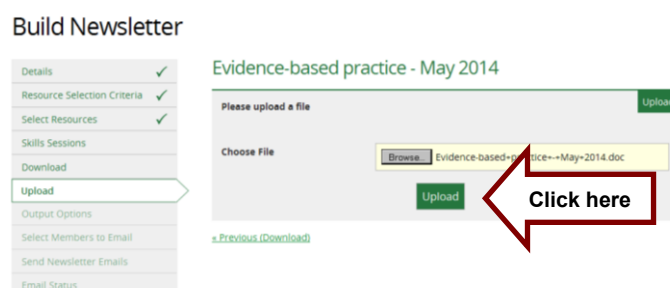 Build Newsletter
Details
Resource Selection Criteria
Select Resources
Skills Sessions
Download
Upload
Output Options
Select Members to Email
Send Newsletter Emails
Email Status
Evidence-based practice - May 2014
Please upload a file
Uploa
Choose File
Browse.. Evidence-based+practice+-+May+2014.doc
Upload
Click here
« Previous (Download)